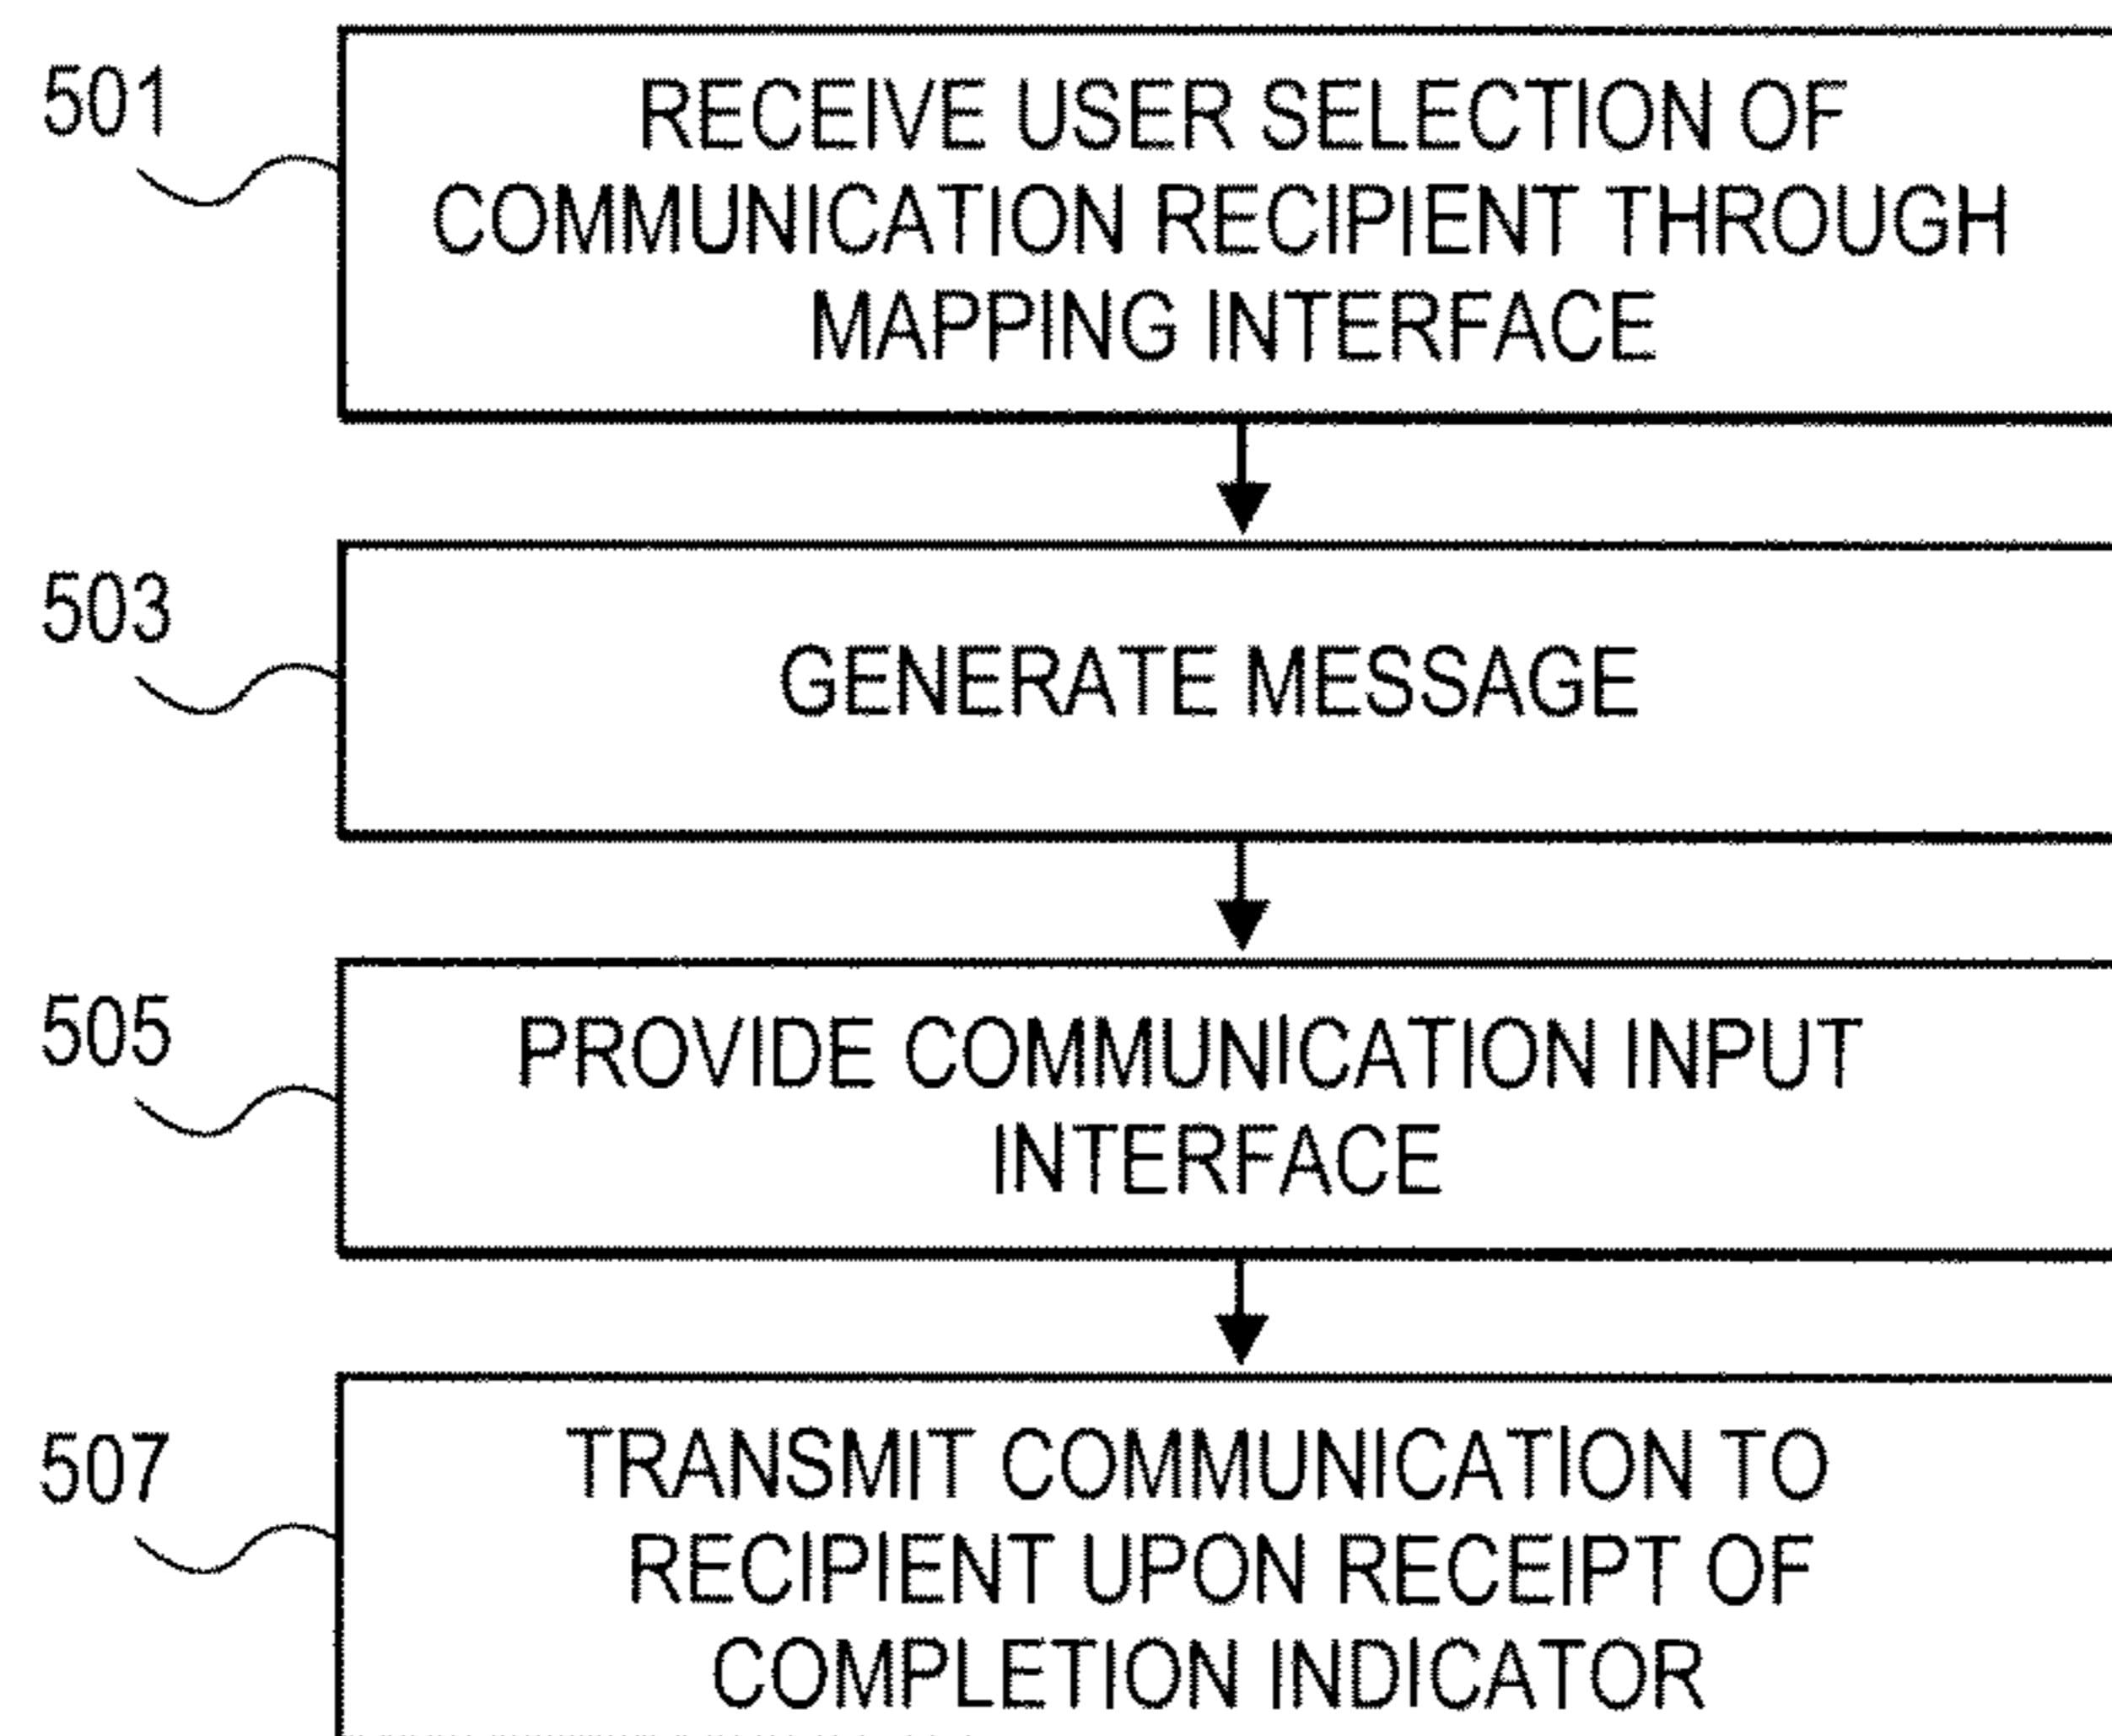 501
RECEIVE USER SELECTION OF
COMMUNICATION RECIPIENT THROUGH
MAPPING INTERFACE
503
GENERATE MESSAGE
505
PROVIDE COMMUNICATION INPUT
INTERFACE
507
TRANSMIT COMMUNICATION TO
RECIPIENT UPON RECEIPT OF
COMPLETION INDICATOR